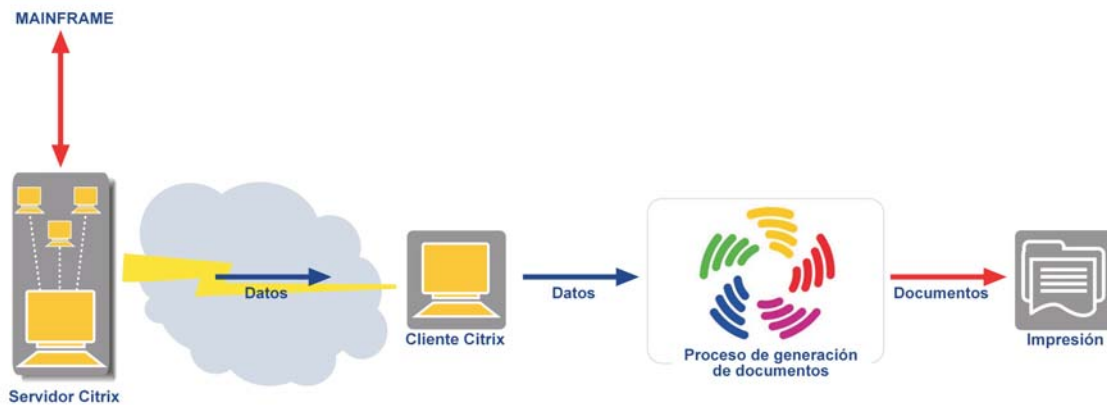 MAINFRAME
Datos
Cliente Citrix
Datos
Proceso de generación
de documentos
Documentos
Impresión
Servidor Citrix